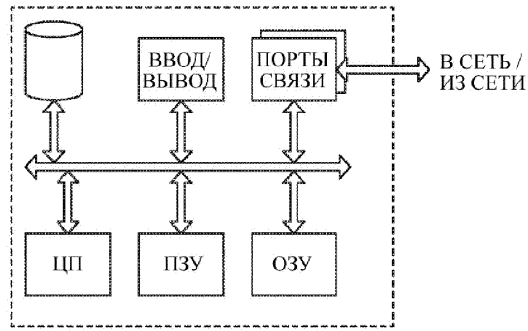 ВВОД/
ВЫВОД
ПОРТЫ
СВЯЗИ
В СЕТЬ /
ИЗ СЕТИ
ЦП
ПЗУ
ОЗУ